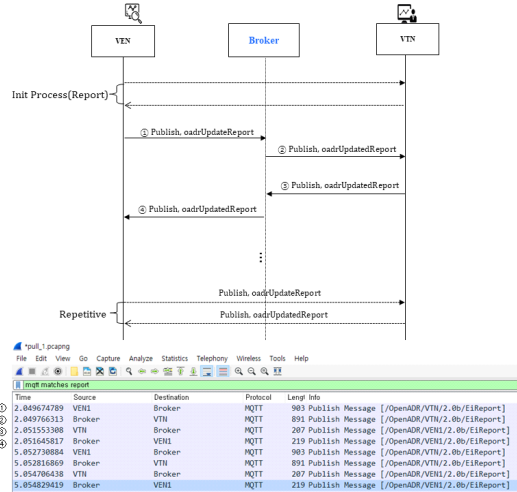 VEN
Broker
VTN
Init Process(Report)
① Publish, oadrUpdateReport
② Publish, oadrUpdatedReport
③ Publish, oadrUpdatedReport
④ Publish, oadrUpdatedReport
Publish, oadrUpdateReport
Repetitive
Publish, oadrUpdatedReport
*pull_1.pcapng
File Edit View Go Capture Analyze Statistics Telephony Wireless Tools Help
mqtt matches report
Time Source Destination Protocol Lengt Info
① 2.049674789 VEN1 Broker MQTT 903 Publish Message [/OpenADR/VTN/2.0b/EiReport]
② 2.049766313 Broker VTN MQTT 891 Publish Message [/OpenADR/VTN/2.0b/EiReport]
③ 2.051553308 VTN Broker MQTT 207 Publish Message [/OpenADR/VEN1/2.0b/EiReport]
④ 2.051645817 Broker VEN1 MQTT 219 Publish Message [/OpenADR/VEN1/2.0b/EiReport]
5.052730884 VEN1 Broker MQTT 903 Publish Message [/OpenADR/VTN/2.0b/EiReport]
5.052816869 Broker VTN MQTT 891 Publish Message [/OpenADR/VTN/2.0b/EiReport]
5.054706438 VTN Broker MQTT 207 Publish Message [/OpenADR/VEN1/2.0b/EiReport]
5.054829419 Broker VEN1 MQTT 219 Publish Message [/OpenADR/VEN1/2.0b/EiReport]